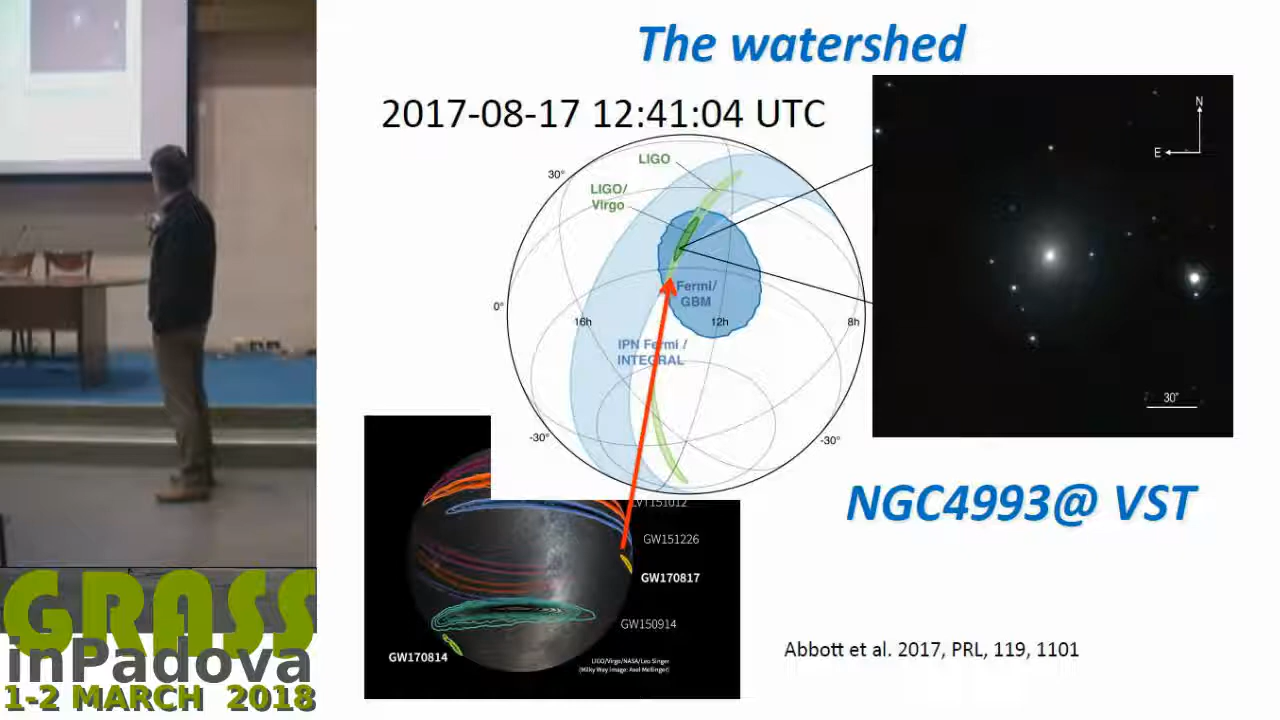 The watershed
2017-08-17 12:41:04 UTC
LIGO
30°
LIGO/
Virgo
0°
16h
Fermi/
GBM
12h
8h
IPN Fermi /
INTEGRAL
-30°
-30°
N
E
30"
NGC4993@ VST
LVT151012
GW151226
GW170817
GW150914
GW170814
LIGO/Virgo/NASA/Leo Singer
(Milky Way image: Axel Mellinger)
Abbott et al. 2017, PRL, 119, 1101
GRASS
inPadova
1-2 MARCH 2018